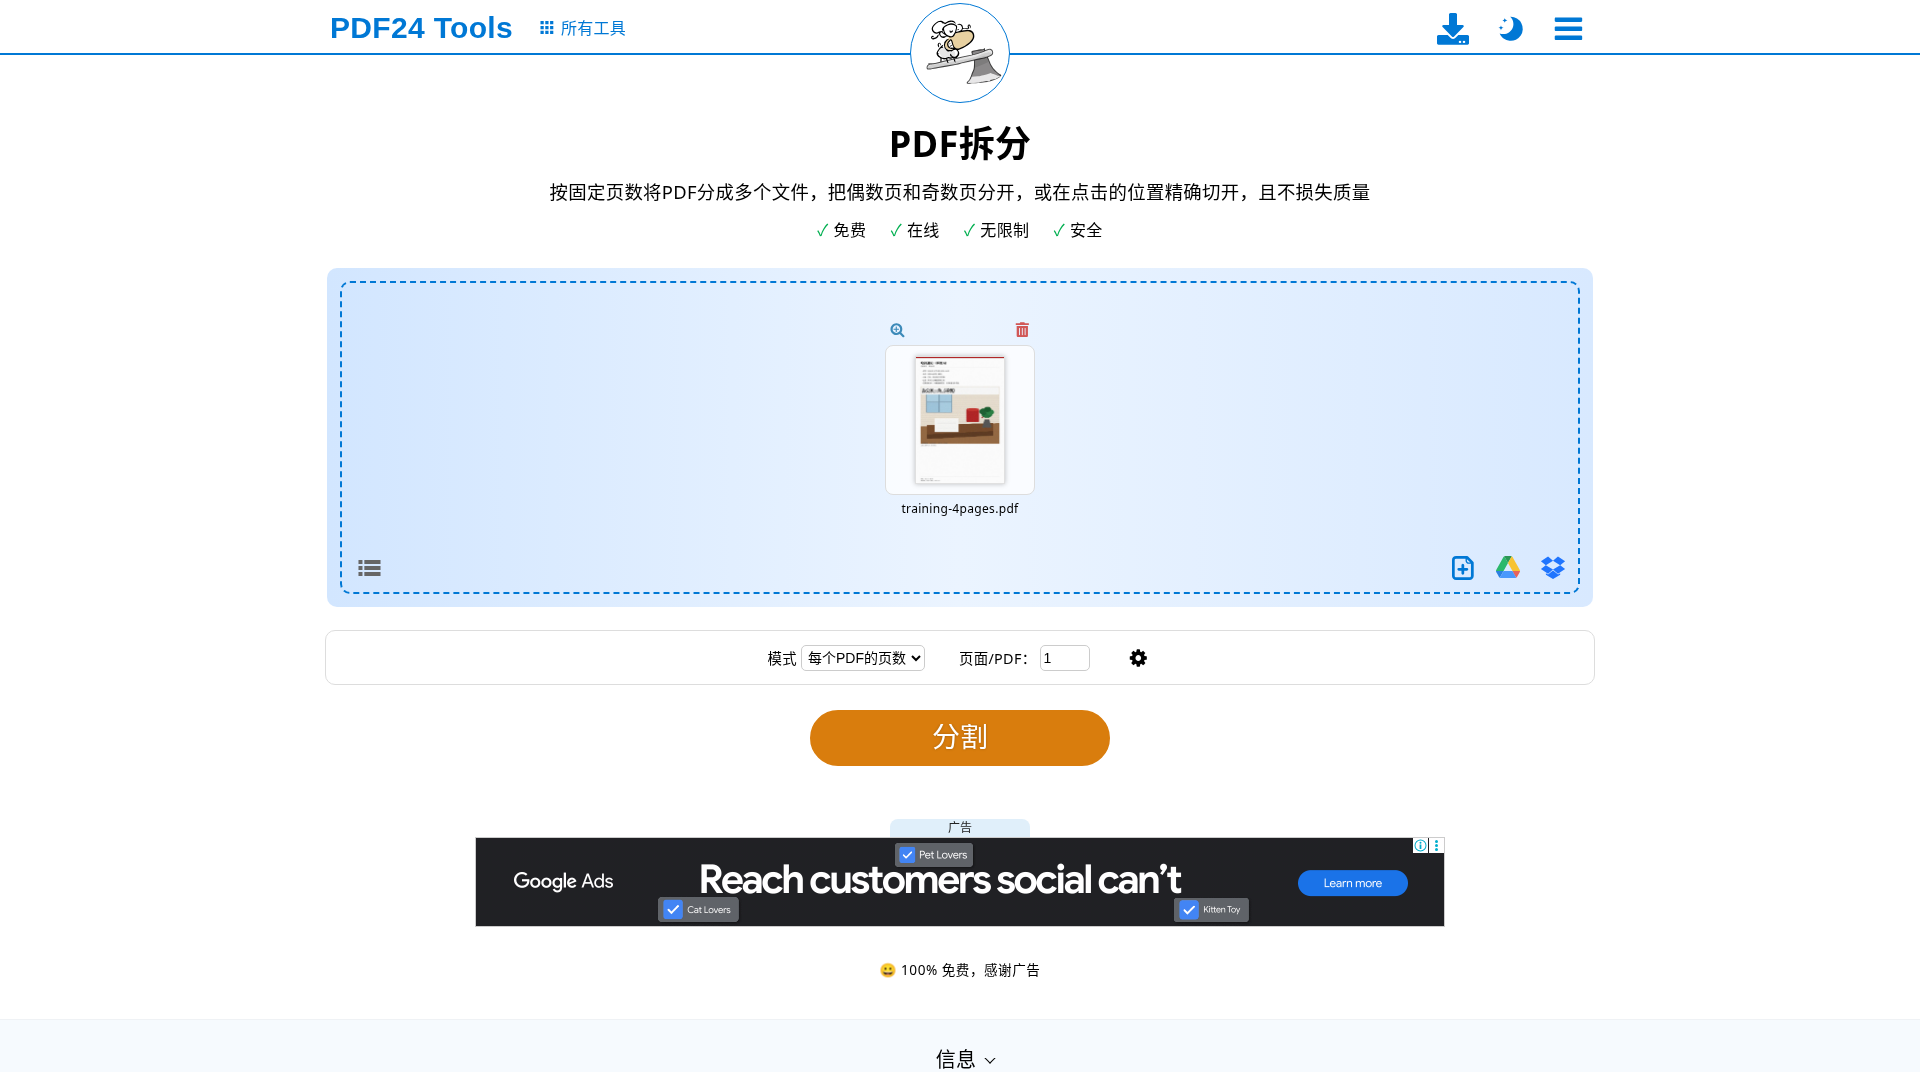 PDF24 Tools
所有工具
PDF拆分
按固定页数将PDF分成多个文件，把偶数页和奇数页分开，或在点击的位置精确切开，且不损失质量
✓ 免费 ✓ 在线 ✓ 无限制 ✓ 安全
training-4pages.pdf
模式 每个PDF的页数 页面/PDF： 1
分割
广告
Pet Lovers
Google Ads
Reach customers social can’t
Learn more
Cat Lovers
Kitten Toy
😀 100% 免费，感谢广告
信息